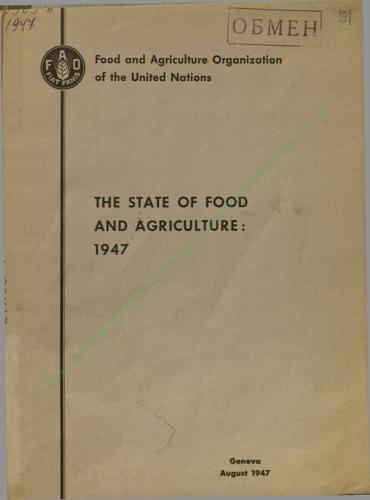 1947
ОБМЕН
FAO
FIAT PANIS
Food and Agriculture Organization
of the United Nations
THE STATE OF FOOD
AND AGRICULTURE:
1947
Geneva
August 1947